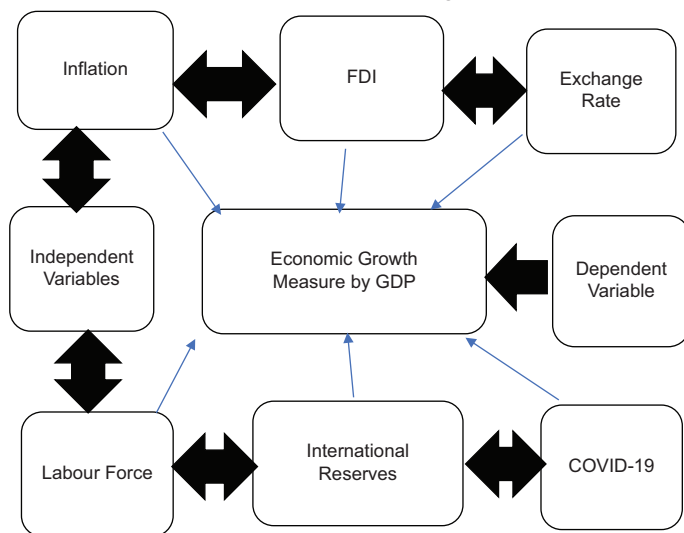 Inflation
FDI
Exchange
Rate
Independent
Variables
Economic Growth
Measure by GDP
Dependent
Variable
Labour Force
International
Reserves
COVID-19